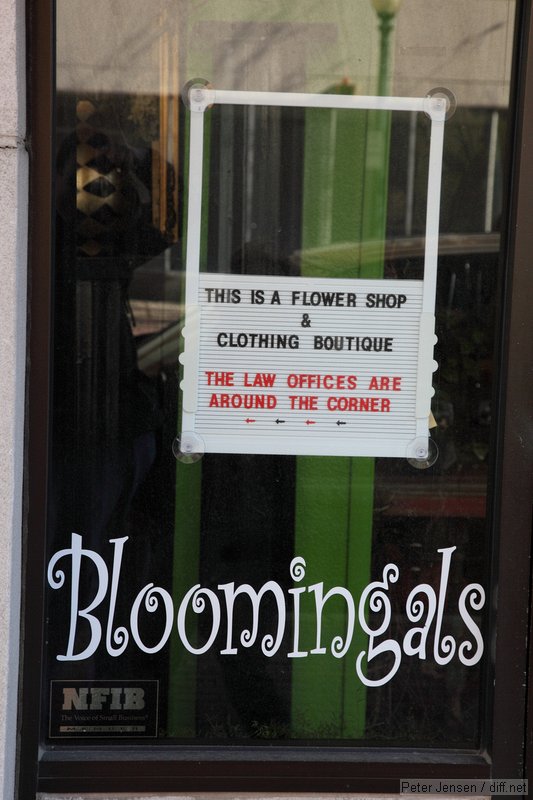 THIS IS A FLOWER SHOP
&
CLOTHING BOUTIQUE
THE LAW OFFICES ARE
AROUND THE CORNER
← ← ← ←
Bloomingals
NFIB
The Voice of Small Business®
MEMBER
Peter Jensen / diff.net